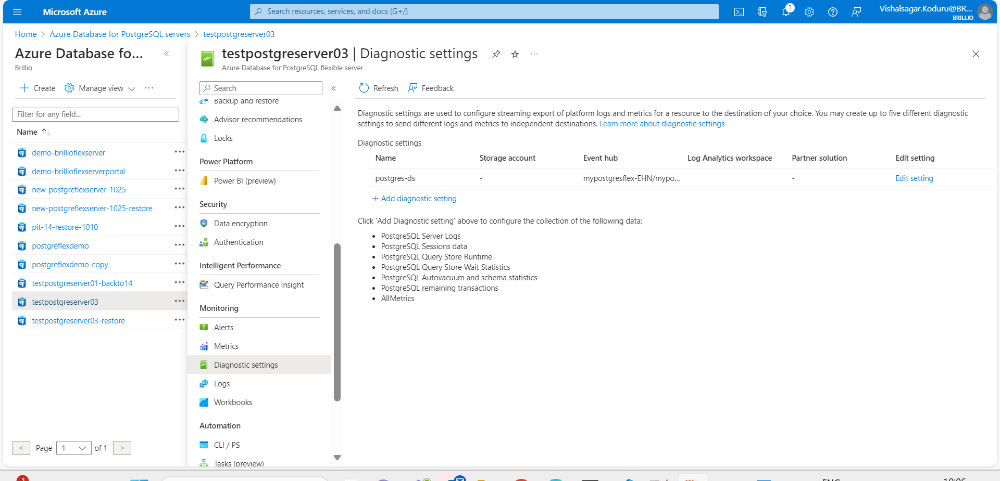 Microsoft Azure
Search resources, services, and docs (G+/)
3
Vishalsagar.Koduru@BR...
BRILLIO
Home > Azure Database for PostgreSQL servers > testpostgreserver03
Azure Database fo...
«
Brillio
Create
Manage view
...
Filter for any field...
Name ↑↓
demo-brillioflexserver
demo-brillioflexserverportal
new-postgreflexserver-1025
new-postgreflexserver-1025-restore
pit-14-restore-1010
postgreflexdemo
postgreflexdemo-copy
testpostgreserver01-backto14
testpostgreserver03
testpostgreserver03-restore
< Page 1 of 1 >
testpostgreserver03 | Diagnostic settings
...
Azure Database for PostgreSQL flexible server
Search
«
Backup and restore
Advisor recommendations
Locks
Power Platform
Power BI (preview)
Security
Data encryption
Authentication
Intelligent Performance
Query Performance Insight
Monitoring
Alerts
Metrics
Diagnostic settings
Logs
Workbooks
Automation
CLI / PS
Tasks (preview)
Refresh
Feedback
Diagnostic settings are used to configure streaming export of platform logs and metrics for a resource to the destination of your choice. You may create up to five different diagnostic
settings to send different logs and metrics to independent destinations. Learn more about diagnostic settings
Diagnostic settings
Name Storage account Event hub Log Analytics workspace Partner solution Edit setting
postgres-ds - mypostgresflex-EHN/mypo... - Edit setting
+ Add diagnostic setting
Click 'Add Diagnostic setting' above to configure the collection of the following data:
• PostgreSQL Server Logs
• PostgreSQL Sessions data
• PostgreSQL Query Store Runtime
• PostgreSQL Query Store Wait Statistics
• PostgreSQL Autovacuum and schema statistics
• PostgreSQL remaining transactions
• AllMetrics
1
ENG